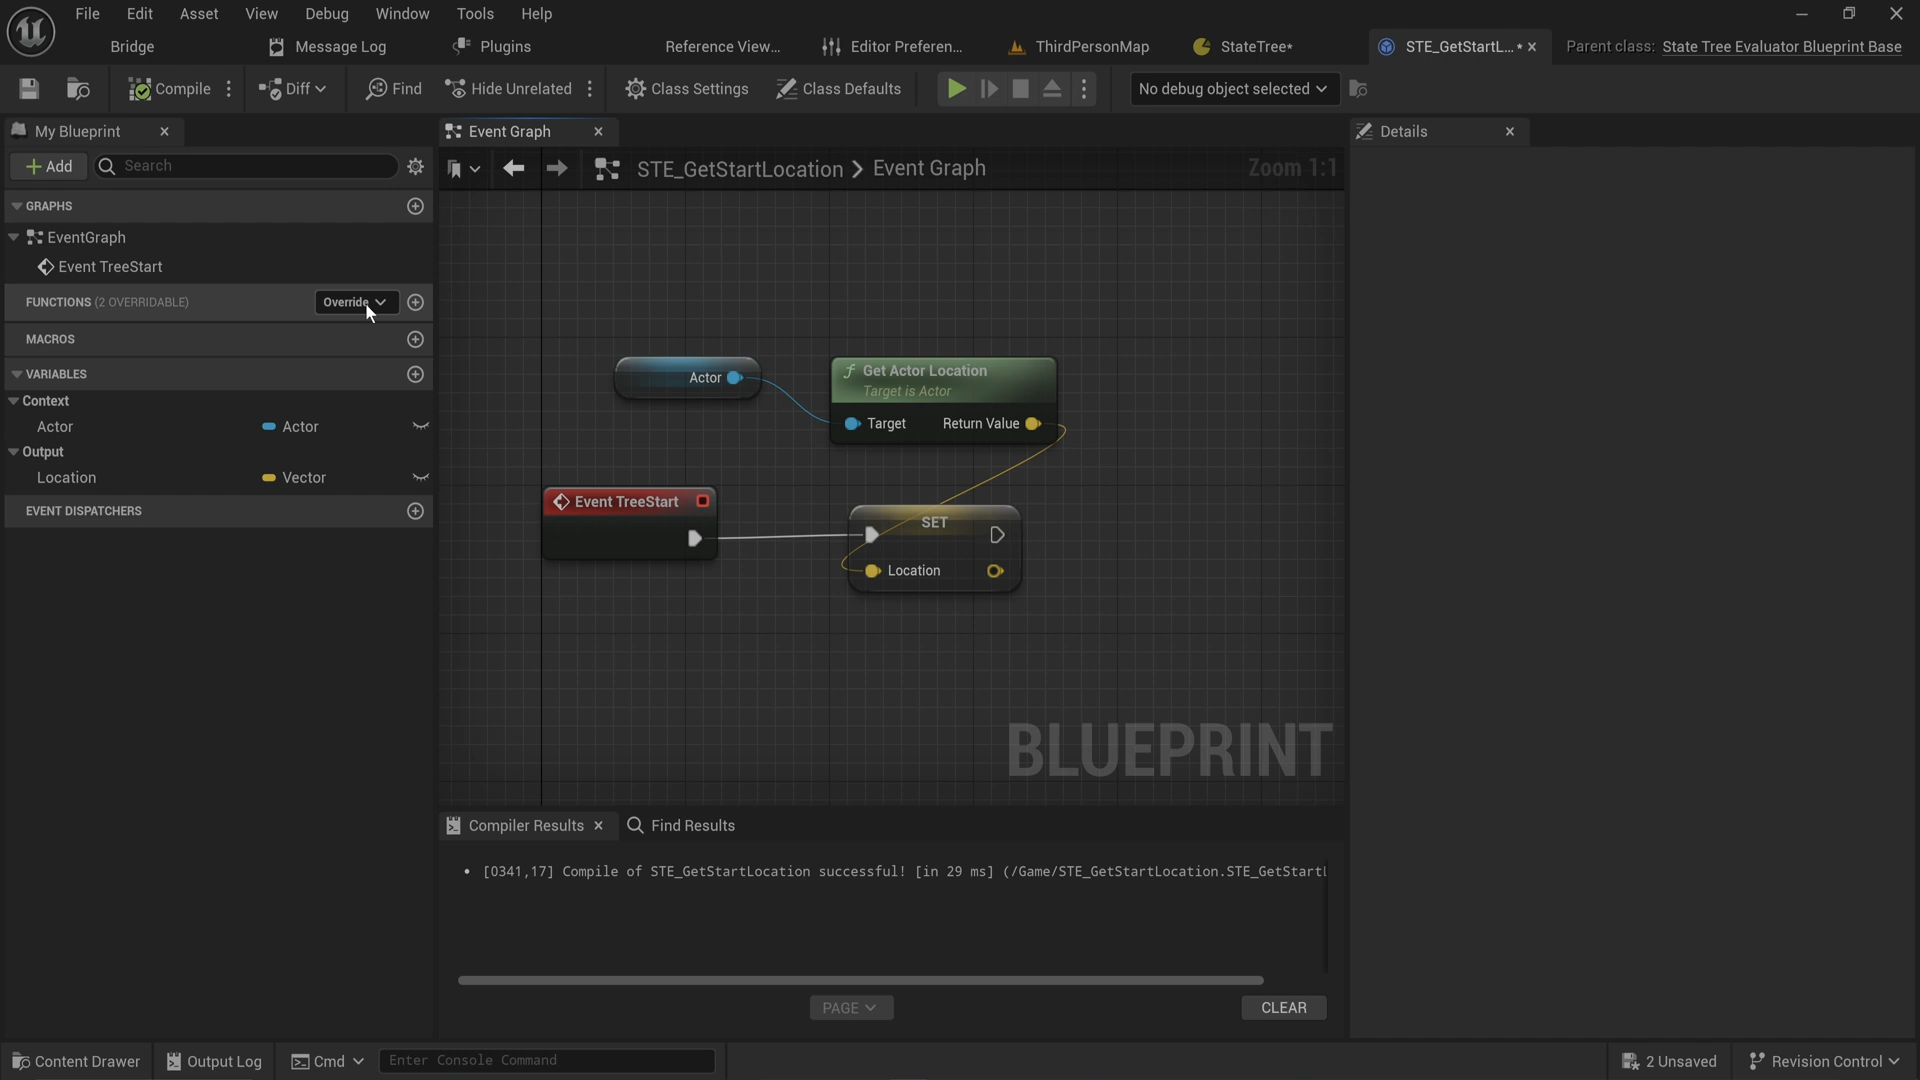 File Edit Asset View Debug Window Tools Help
Bridge Message Log Plugins Reference View... Editor Preferen... ThirdPersonMap StateTree* STE_GetStartL...* Parent class: State Tree Evaluator Blueprint Base
Compile Diff Find Hide Unrelated Class Settings Class Defaults No debug object selected
My Blueprint Event Graph Details
Add Search STE_GetStartLocation > Event Graph Zoom 1:1
GRAPHS
EventGraph
Event TreeStart
FUNCTIONS (2 OVERRIDABLE) Override
MACROS
VARIABLES
Context
Actor Actor
Output
Location Vector
EVENT DISPATCHERS
Actor
Get Actor Location
Target is Actor
Target Return Value
Event TreeStart
SET
Location
BLUEPRINT
Compiler Results Find Results
• [0341,17] Compile of STE_GetStartLocation successful! [in 29 ms] (/Game/STE_GetStartLocation.STE_GetStartL
PAGE CLEAR
Content Drawer Output Log Cmd Enter Console Command 2 Unsaved Revision Control